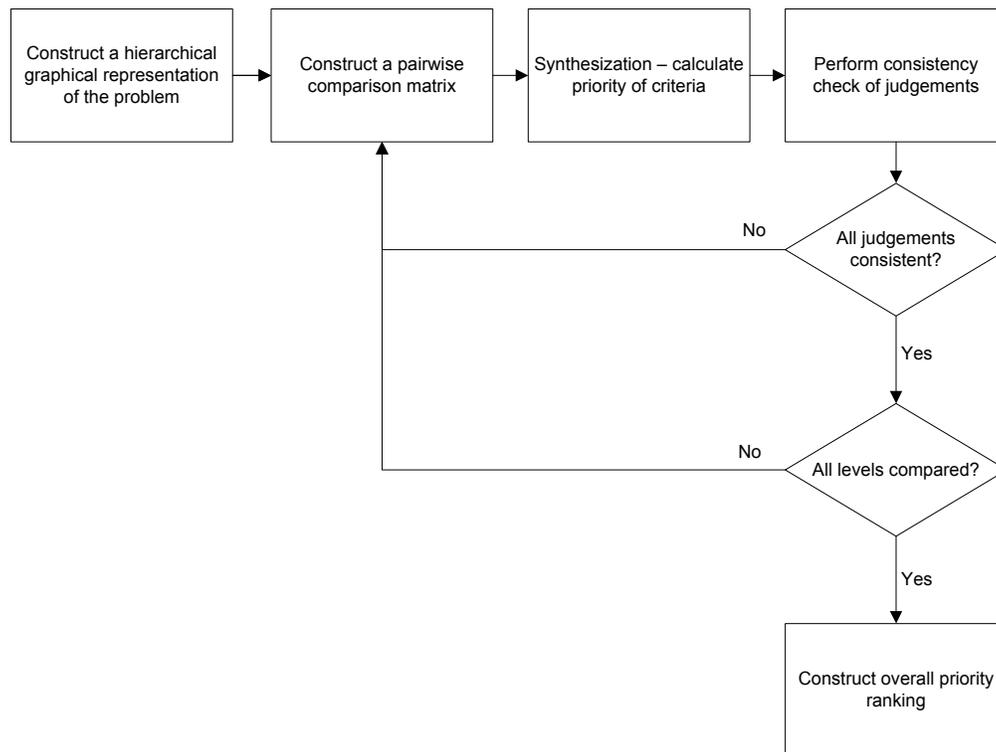 Construct a hierarchical
graphical representation
of the problem
Construct a pairwise
comparison matrix
Synthesization – calculate
priority of criteria
Perform consistency
check of judgements
No
All judgements
consistent?
Yes
No
All levels compared?
Yes
Construct overall priority
ranking